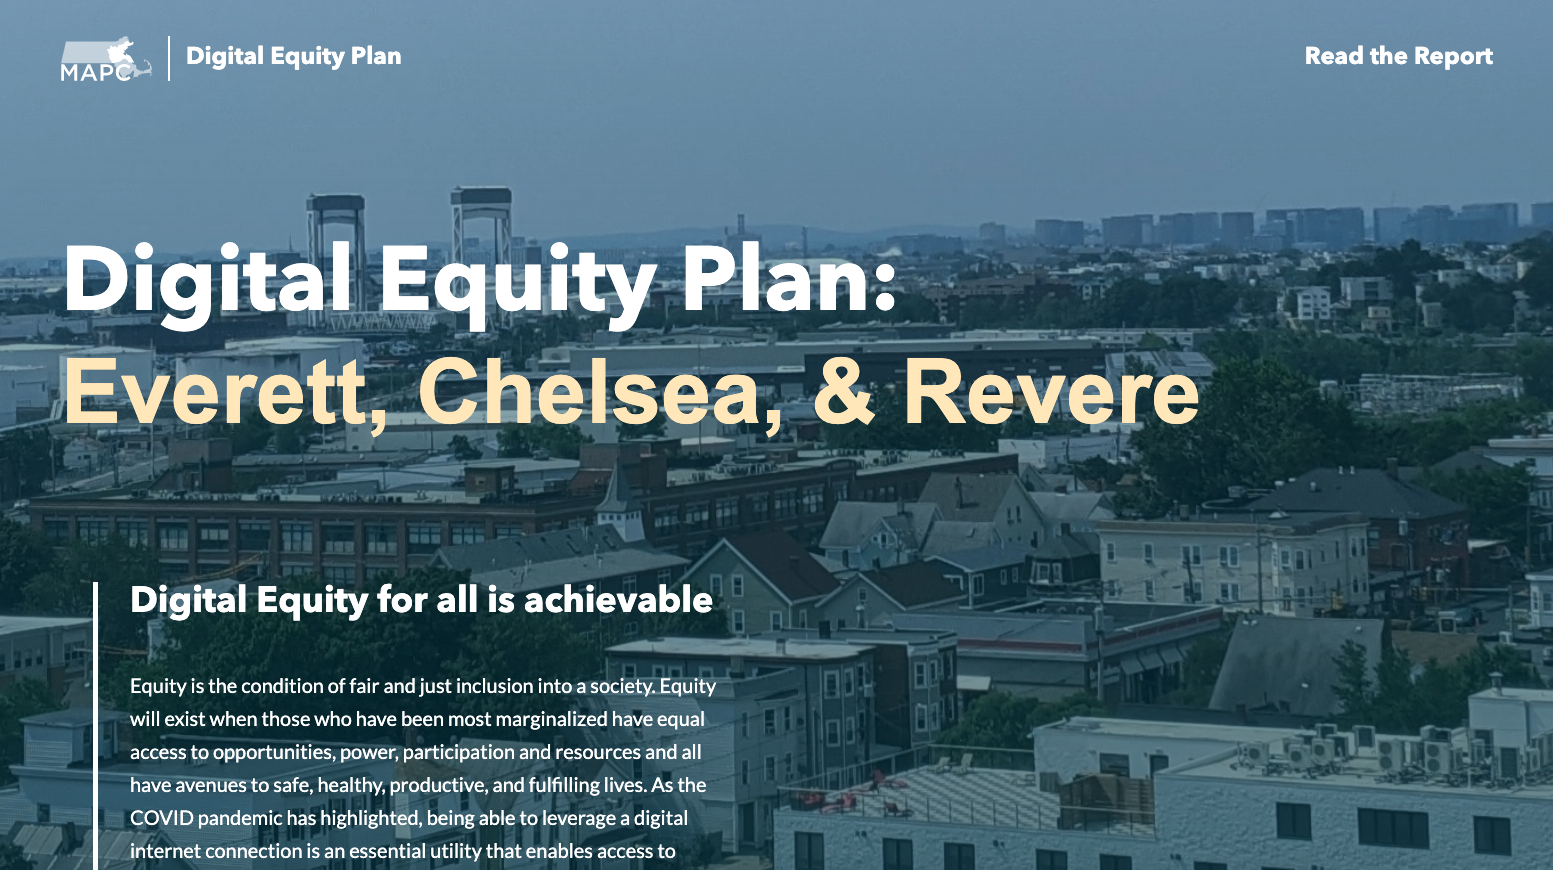 MAPC
Digital Equity Plan
Read the Report
Digital Equity Plan:
Everett, Chelsea, & Revere
Digital Equity for all is achievable
Equity is the condition of fair and just inclusion into a society. Equity
will exist when those who have been most marginalized have equal
access to opportunities, power, participation and resources and all
have avenues to safe, healthy, productive, and fulfilling lives. As the
COVID pandemic has highlighted, being able to leverage a digital
internet connection is an essential utility that enables access to